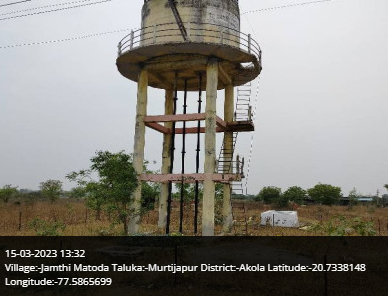 15-03-2023 13:32
Village:-Jamthi Matoda Taluka:-Murtijapur District:-Akola Latitude:-20.7338148
Longitude:-77.5865699